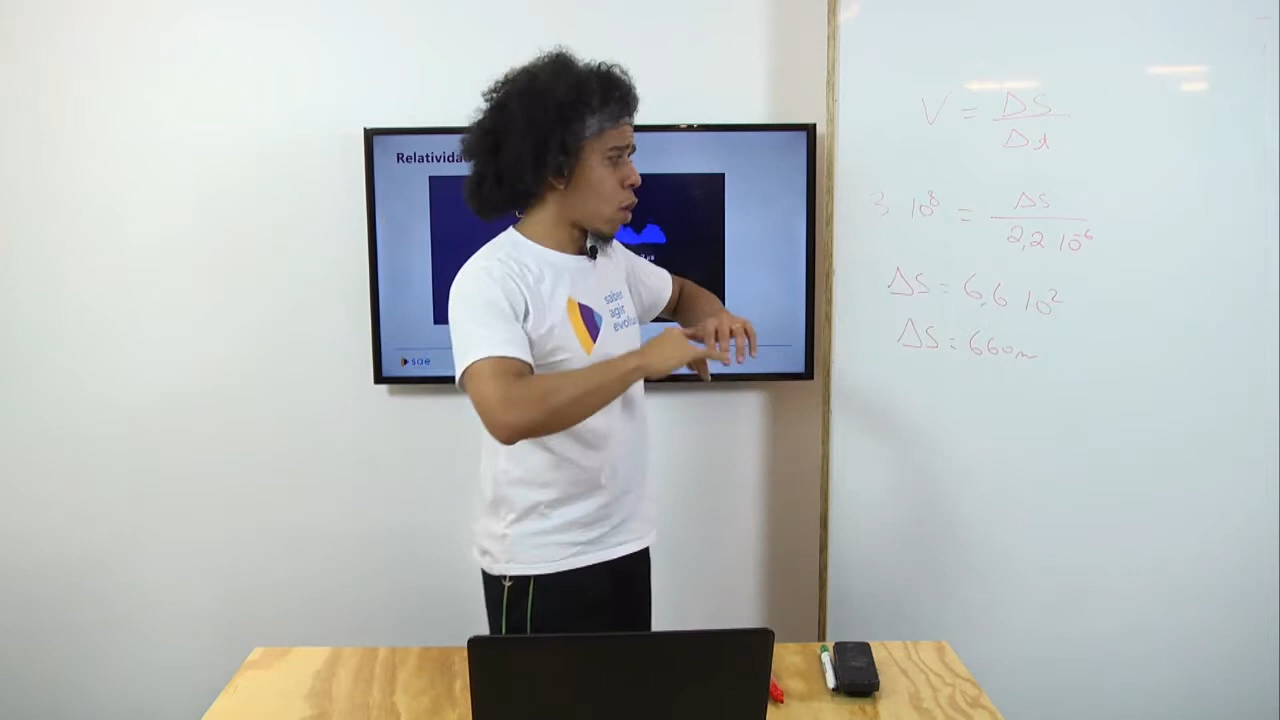 Relativida
sae
saber
agir
evolu
V = ΔS / Δt
3 10⁸ = ΔS / 2,2 10⁻⁶
ΔS = 6,6 10²
ΔS = 660m